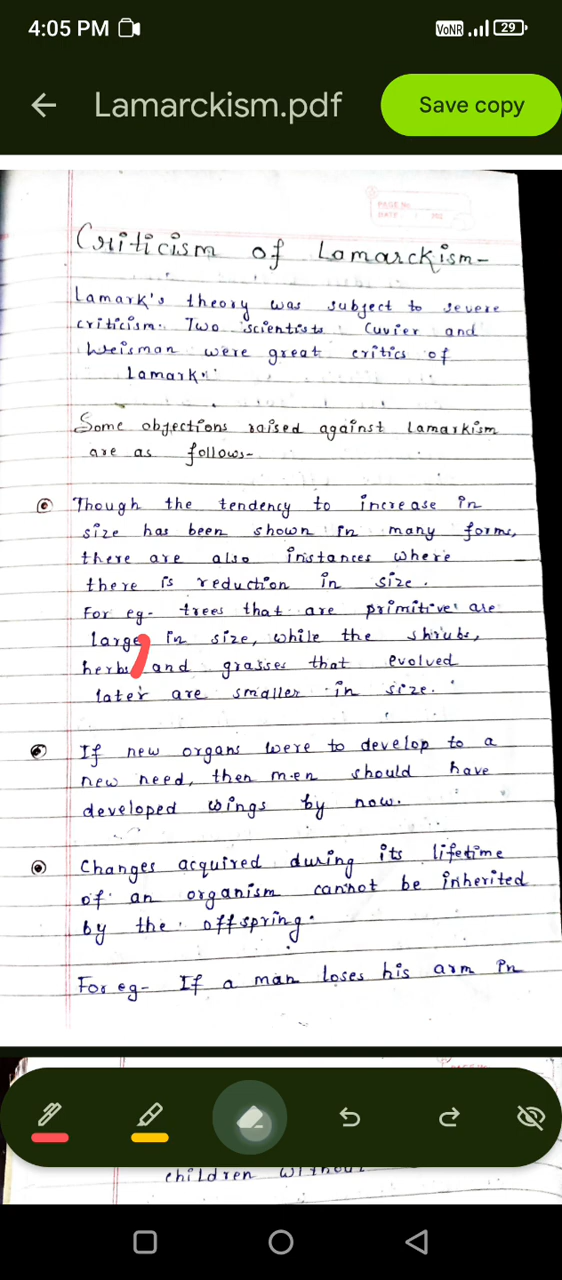 4:05 PM
VoNR 29
Lamarckism.pdf
Save copy
PAGE No.
DATE
Criticism of Lamarckism-
Lamark's theory was subject to severe
criticism. Two scientists Cuvier and
Weisman were great critics of
Lamark.
Some objections raised against Lamarkism
are as follows-
Though the tendency to increase in
size has been shown in many forms,
there are also instances where
there is reduction in size.
For eg- trees that are primitive are
large in size, while the shrubs,
herbs and grasses that evolved
later are smaller in size.
If new organs were to develop to a
new need, then men should have
developed wings by now.
Changes acquired during its lifetime
of an organism cannot be inherited
by the offspring.
For eg- If a man loses his arm in
children without